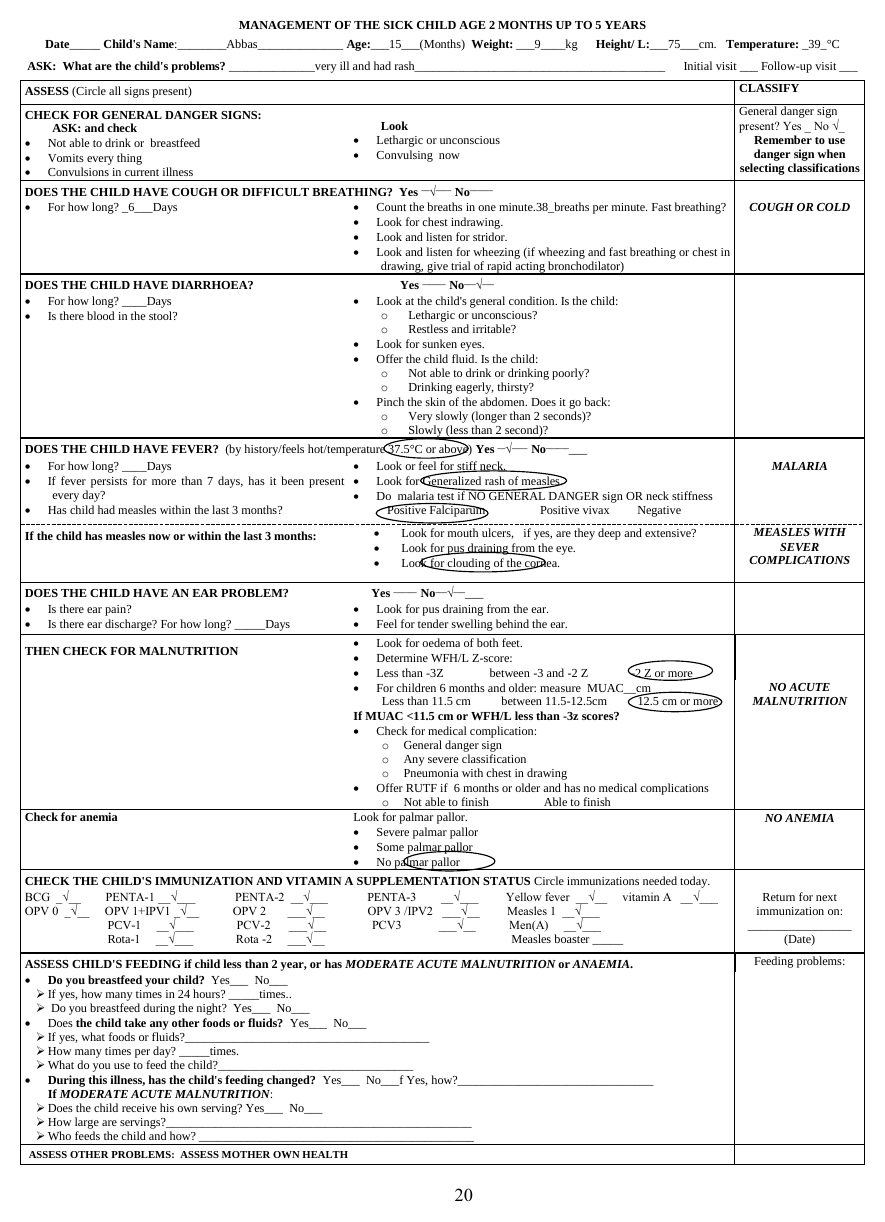 MANAGEMENT OF THE SICK CHILD AGE 2 MONTHS UP TO 5 YEARS
Date_____ Child's Name:________Abbas______________ Age:___15___(Months) Weight: ___9____kg Height/ L:___75___cm. Temperature: _39_°C
ASK: What are the child's problems? ______________very ill and had rash__________________________________________ Initial visit ___ Follow-up visit ___
ASSESS (Circle all signs present)
CLASSIFY
CHECK FOR GENERAL DANGER SIGNS:
ASK: and check
• Not able to drink or breastfeed
• Vomits every thing
• Convulsions in current illness
Look
• Lethargic or unconscious
• Convulsing now
General danger sign
present? Yes _ No √_
Remember to use
danger sign when
selecting classifications
DOES THE CHILD HAVE COUGH OR DIFFICULT BREATHING? Yes —√— No——
• For how long? _6___Days
• Count the breaths in one minute.38_breaths per minute. Fast breathing?
• Look for chest indrawing.
• Look and listen for stridor.
• Look and listen for wheezing (if wheezing and fast breathing or chest in
drawing, give trial of rapid acting bronchodilator)
COUGH OR COLD
DOES THE CHILD HAVE DIARRHOEA? Yes —— No—√—
• For how long? ____Days
• Is there blood in the stool?
• Look at the child's general condition. Is the child:
o Lethargic or unconscious?
o Restless and irritable?
• Look for sunken eyes.
• Offer the child fluid. Is the child:
o Not able to drink or drinking poorly?
o Drinking eagerly, thirsty?
• Pinch the skin of the abdomen. Does it go back:
o Very slowly (longer than 2 seconds)?
o Slowly (less than 2 second)?
DOES THE CHILD HAVE FEVER? (by history/feels hot/temperature 37.5°C or above) Yes —√— No——___
• For how long? ____Days
• If fever persists for more than 7 days, has it been present
every day?
• Has child had measles within the last 3 months?
• Look or feel for stiff neck.
• Look for Generalized rash of measles
• Do malaria test if NO GENERAL DANGER sign OR neck stiffness
Positive Falciparum Positive vivax Negative
MALARIA
If the child has measles now or within the last 3 months:
• Look for mouth ulcers, if yes, are they deep and extensive?
• Look for pus draining from the eye.
• Look for clouding of the cornea.
MEASLES WITH
SEVER
COMPLICATIONS
DOES THE CHILD HAVE AN EAR PROBLEM? Yes —— No—√—___
• Is there ear pain?
• Is there ear discharge? For how long? _____Days
• Look for pus draining from the ear.
• Feel for tender swelling behind the ear.
THEN CHECK FOR MALNUTRITION
• Look for oedema of both feet.
• Determine WFH/L Z-score:
• Less than -3Z between -3 and -2 Z -2 Z or more
• For children 6 months and older: measure MUAC__cm
Less than 11.5 cm between 11.5-12.5cm 12.5 cm or more
If MUAC <11.5 cm or WFH/L less than -3z scores?
• Check for medical complication:
o General danger sign
o Any severe classification
o Pneumonia with chest in drawing
• Offer RUTF if 6 months or older and has no medical complications
o Not able to finish Able to finish
NO ACUTE
MALNUTRITION
Check for anemia
Look for palmar pallor.
• Severe palmar pallor
• Some palmar pallor
• No palmar pallor
NO ANEMIA
CHECK THE CHILD'S IMMUNIZATION AND VITAMIN A SUPPLEMENTATION STATUS Circle immunizations needed today.
BCG _√__ PENTA-1 __√___ PENTA-2 ___√___ PENTA-3 __√___ Yellow fever __√__ vitamin A __√___
OPV 0 _√__ OPV 1+IPV1 _√__ OPV 2 ___√__ OPV 3 /IPV2 ___√__ Measles 1 __√___
PCV-1 __√___ PCV-2 ___√__ PCV3 ___√__ Men(A) __√___
Rota-1 __√___ Rota -2 ___√__ Measles boaster _____
Return for next
immunization on:
_________________
(Date)
ASSESS CHILD'S FEEDING if child less than 2 year, or has MODERATE ACUTE MALNUTRITION or ANAEMIA.
• Do you breastfeed your child? Yes___ No___
➢ If yes, how many times in 24 hours? _____times..
➢ Do you breastfeed during the night? Yes___ No___
• Does the child take any other foods or fluids? Yes___ No___
➢ If yes, what foods or fluids?________________________________________
➢ How many times per day? _____times.
➢ What do you use to feed the child?________________________________
• During this illness, has the child's feeding changed? Yes___ No___f Yes, how?________________________________
If MODERATE ACUTE MALNUTRITION:
➢ Does the child receive his own serving? Yes___ No___
➢ How large are servings?__________________________________________________
➢ Who feeds the child and how? _____________________________________________
Feeding problems:
ASSESS OTHER PROBLEMS: ASSESS MOTHER OWN HEALTH
20